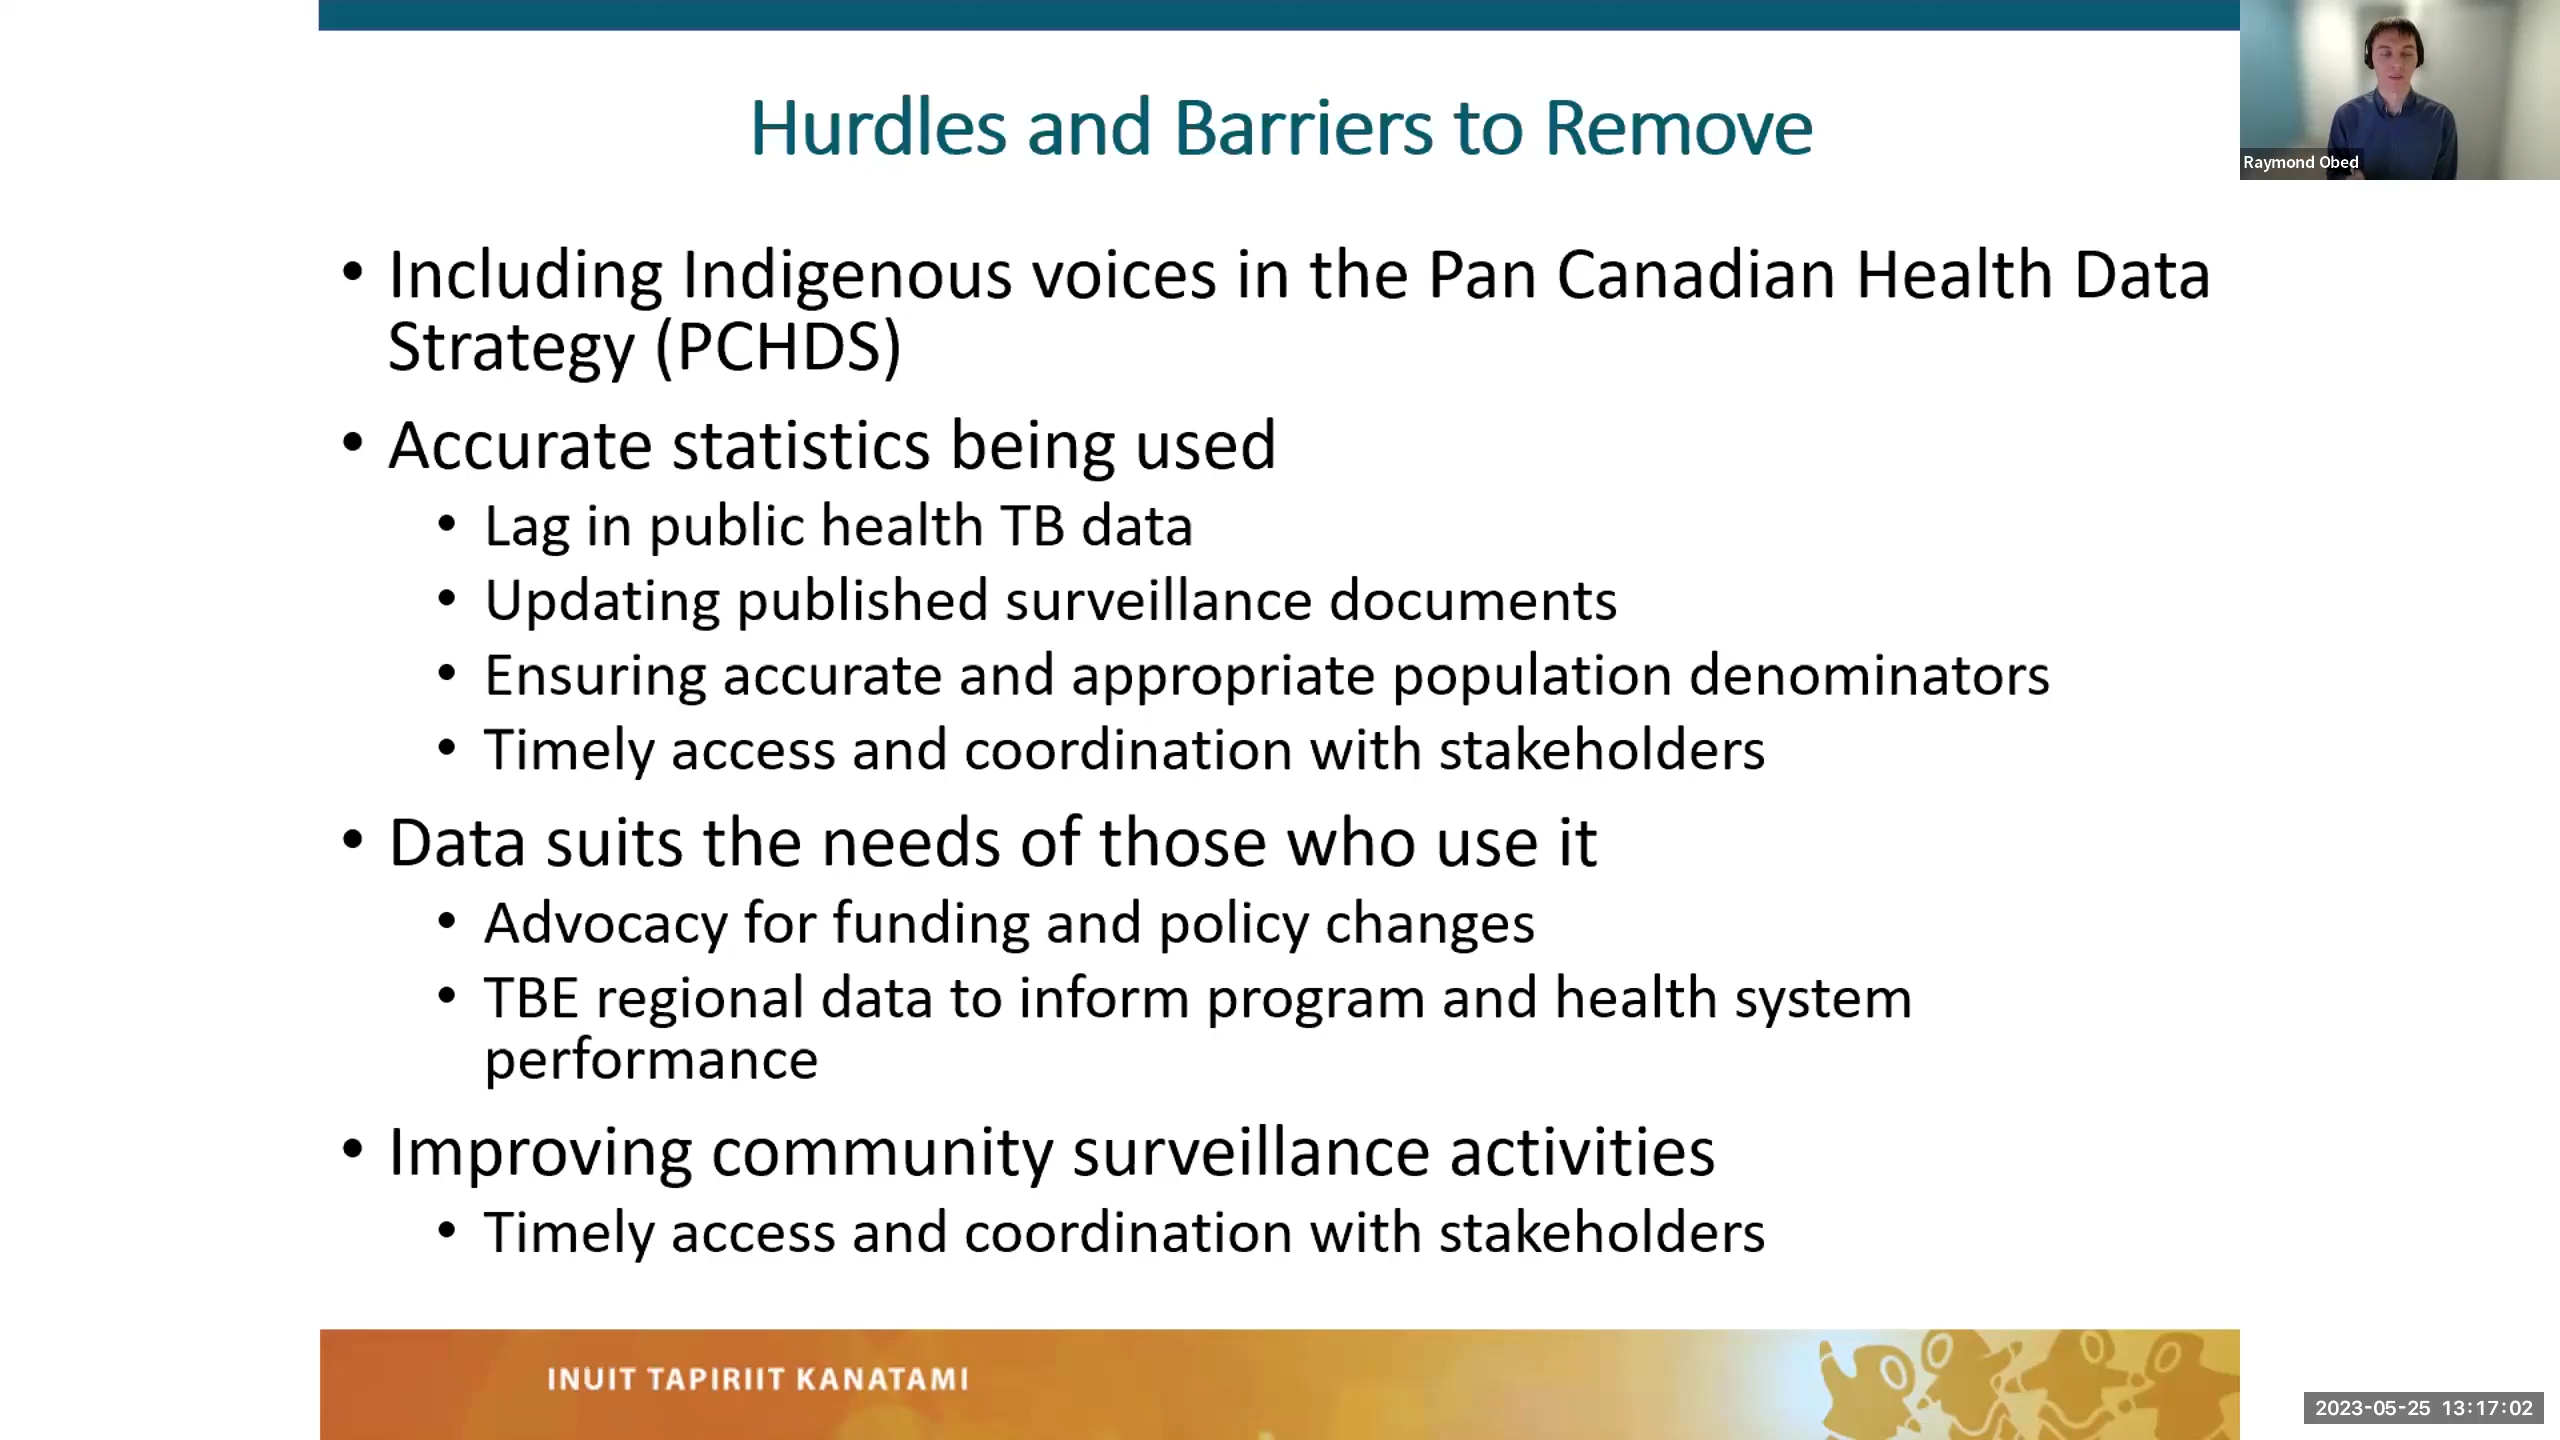 Hurdles and Barriers to Remove
Raymond Obed
• Including Indigenous voices in the Pan Canadian Health Data
Strategy (PCHDS)
• Accurate statistics being used
• Lag in public health TB data
• Updating published surveillance documents
• Ensuring accurate and appropriate population denominators
• Timely access and coordination with stakeholders
• Data suits the needs of those who use it
• Advocacy for funding and policy changes
• TBE regional data to inform program and health system
performance
• Improving community surveillance activities
• Timely access and coordination with stakeholders
INUIT TAPIRIIT KANATAMI
2023-05-25 13:17:02